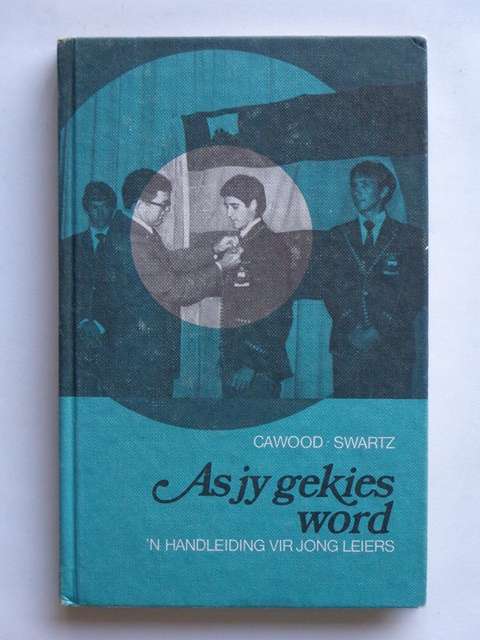 CAWOOD · SWARTZ
As jy gekies
word
'N HANDLEIDING VIR JONG LEIERS